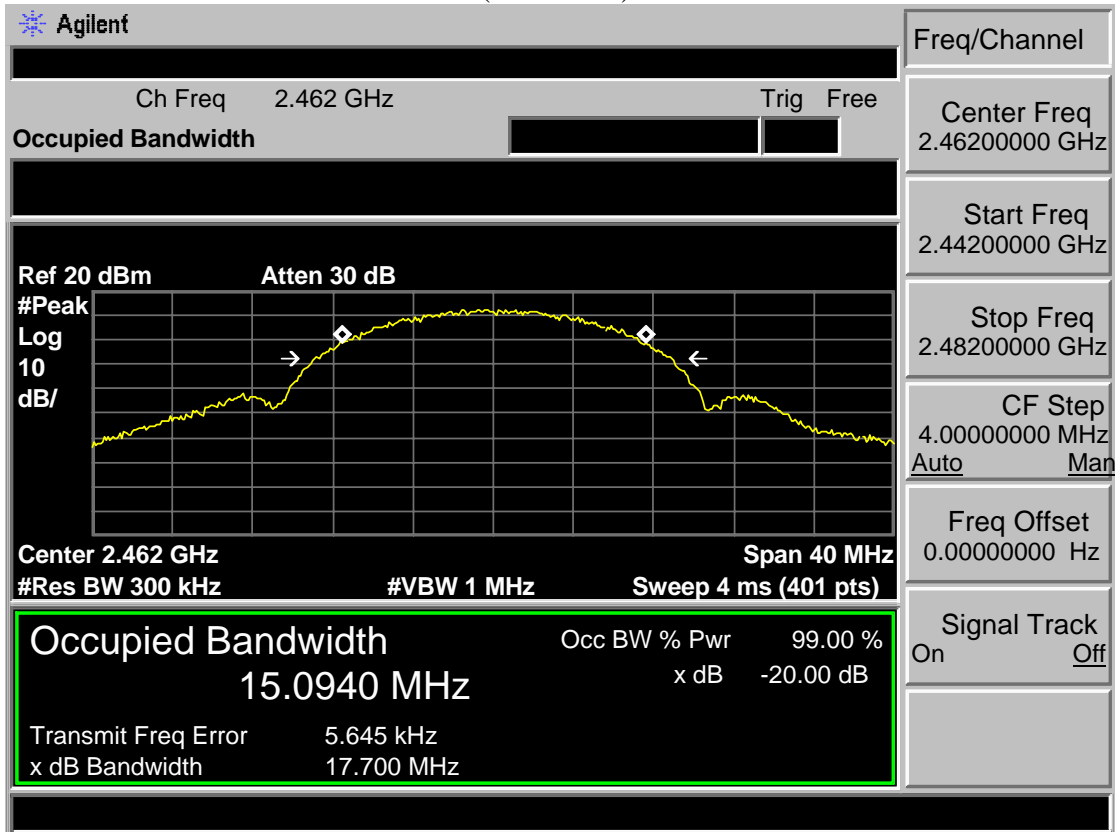 Agilent
Freq/Channel
Ch Freq 2.462 GHz Trig Free
Occupied Bandwidth
Center Freq
2.46200000 GHz
Start Freq
2.44200000 GHz
Stop Freq
2.48200000 GHz
CF Step
4.00000000 MHz
Auto Man
Freq Offset
0.00000000 Hz
Signal Track
On Off
Ref 20 dBm Atten 30 dB
#Peak
Log
10
dB/
Center 2.462 GHz Span 40 MHz
#Res BW 300 kHz #VBW 1 MHz Sweep 4 ms (401 pts)
Occupied Bandwidth Occ BW % Pwr 99.00 %
15.0940 MHz x dB -20.00 dB
Transmit Freq Error 5.645 kHz
x dB Bandwidth 17.700 MHz